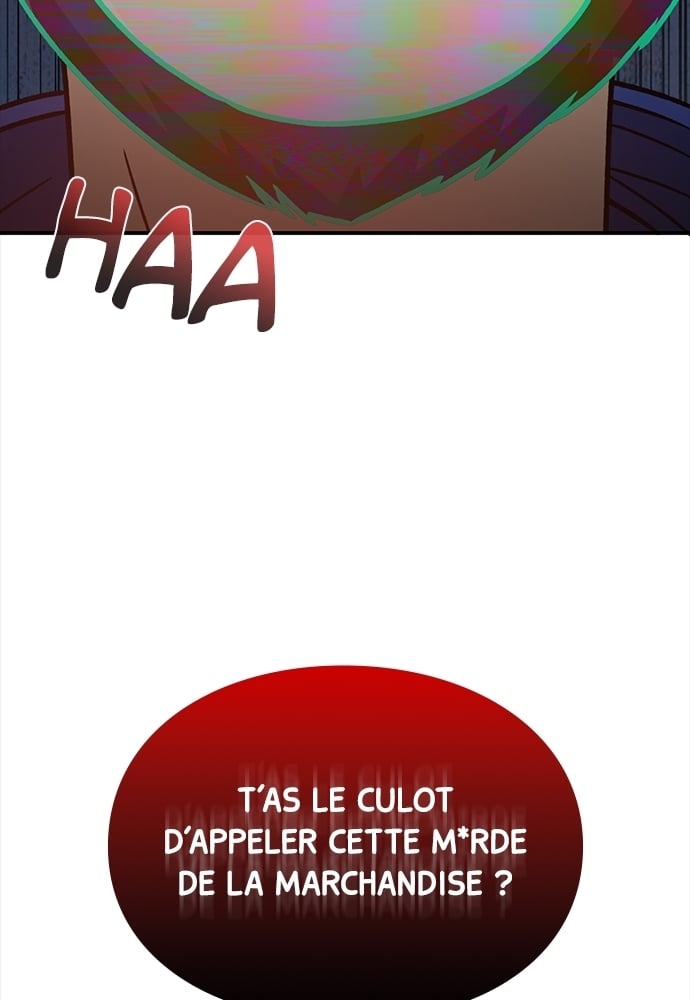 HAA
T'AS LE CULOT
D'APPELER CETTE M*RDE
DE LA MARCHANDISE ?